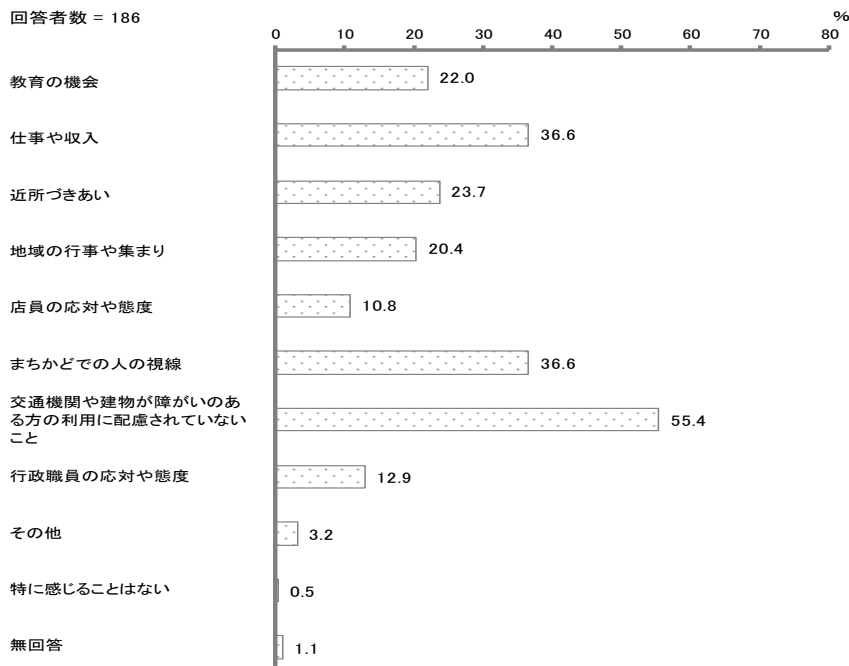 回答者数 = 186
%
0 10 20 30 40 50 60 70 80
教育の機会 22.0
仕事や収入 36.6
近所づきあい 23.7
地域の行事や集まり 20.4
店員の応対や態度 10.8
まちかどでの人の視線 36.6
交通機関や建物が障がいのあ
る方の利用に配慮されていない 55.4
こと
行政職員の応対や態度 12.9
その他 3.2
特に感じることはない 0.5
無回答 1.1